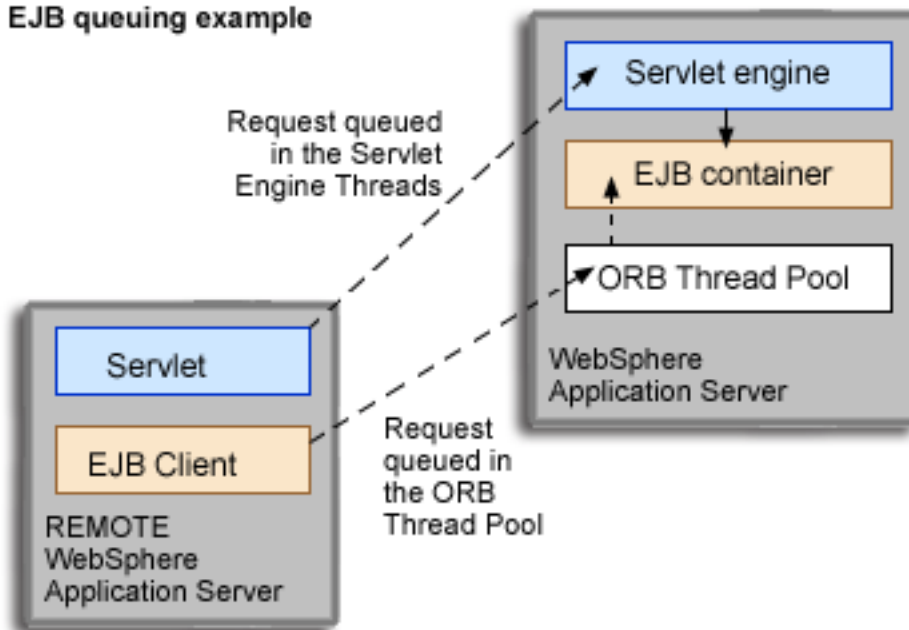 EJB queuing example
Servlet engine
Request queued
in the Servlet
Engine Threads
EJB container
ORB Thread Pool
WebSphere
Application Server
Servlet
EJB Client
REMOTE
WebSphere
Application Server
Request
queued in
the ORB
Thread Pool